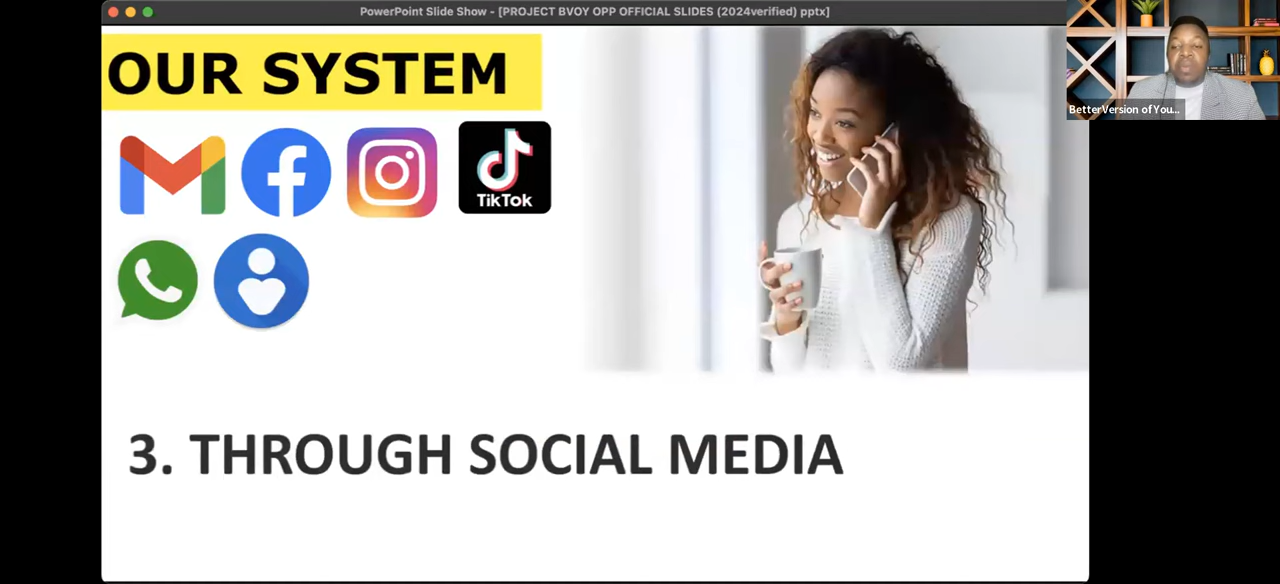 PowerPoint Slide Show - [PROJECT BVOY OPP OFFICIAL SLIDES (2024verified) pptx]
OUR SYSTEM
TikTok
3. THROUGH SOCIAL MEDIA
BetterVersion of You...